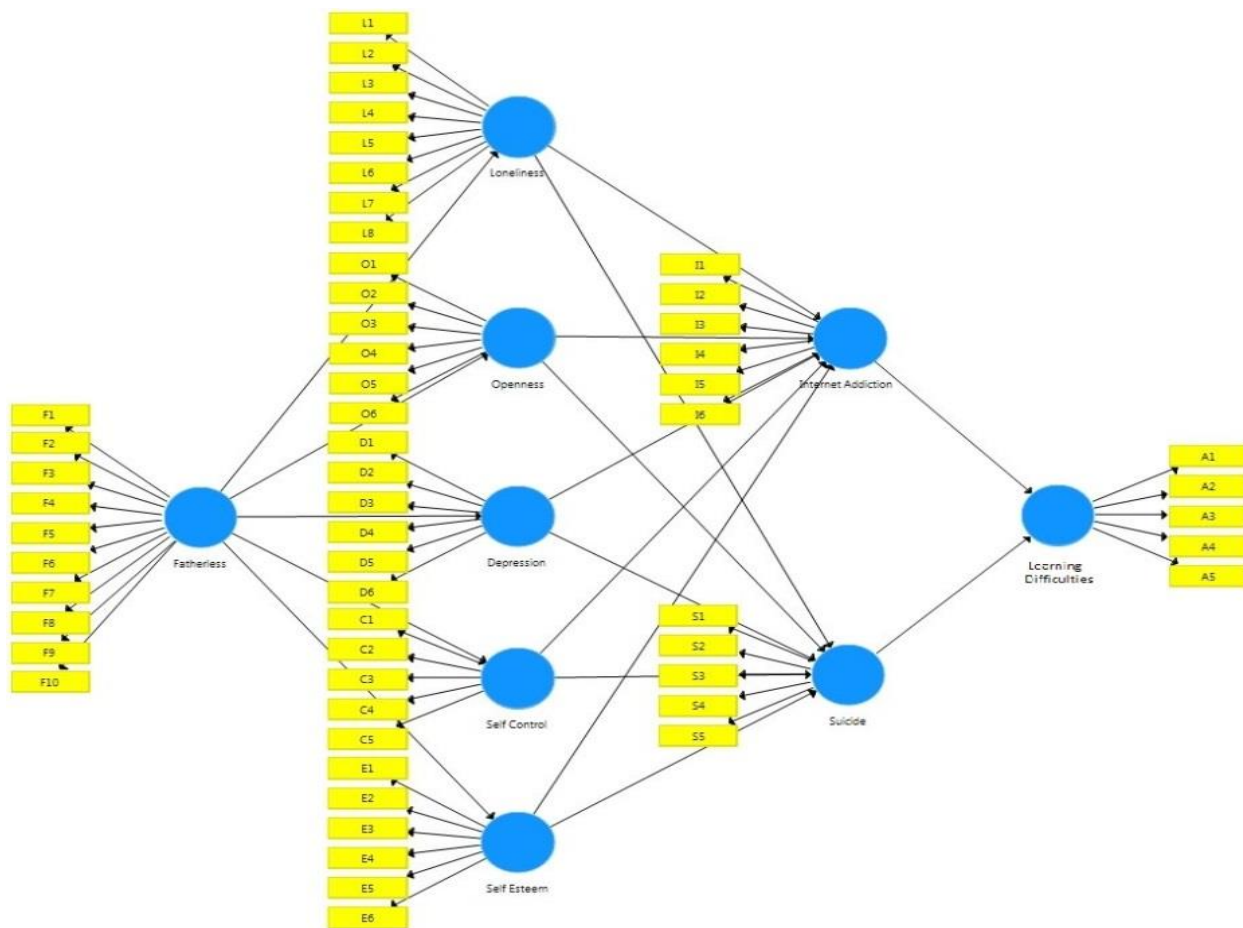 L1
L2
L3
L4
L5
L6
L7
L8
Loneliness
O1
O2
O3
O4
O5
O6
Openness
D1
D2
D3
D4
D5
D6
Depression
C1
C2
C3
C4
C5
Self Control
E1
E2
E3
E4
E5
E6
Self Esteem
F1
F2
F3
F4
F5
F6
F7
F8
F9
F10
Fatherless
I1
I2
I3
I4
I5
I6
Internet Addiction
S1
S2
S3
S4
S5
Suicide
A1
A2
A3
A4
A5
Learning
Difficulties